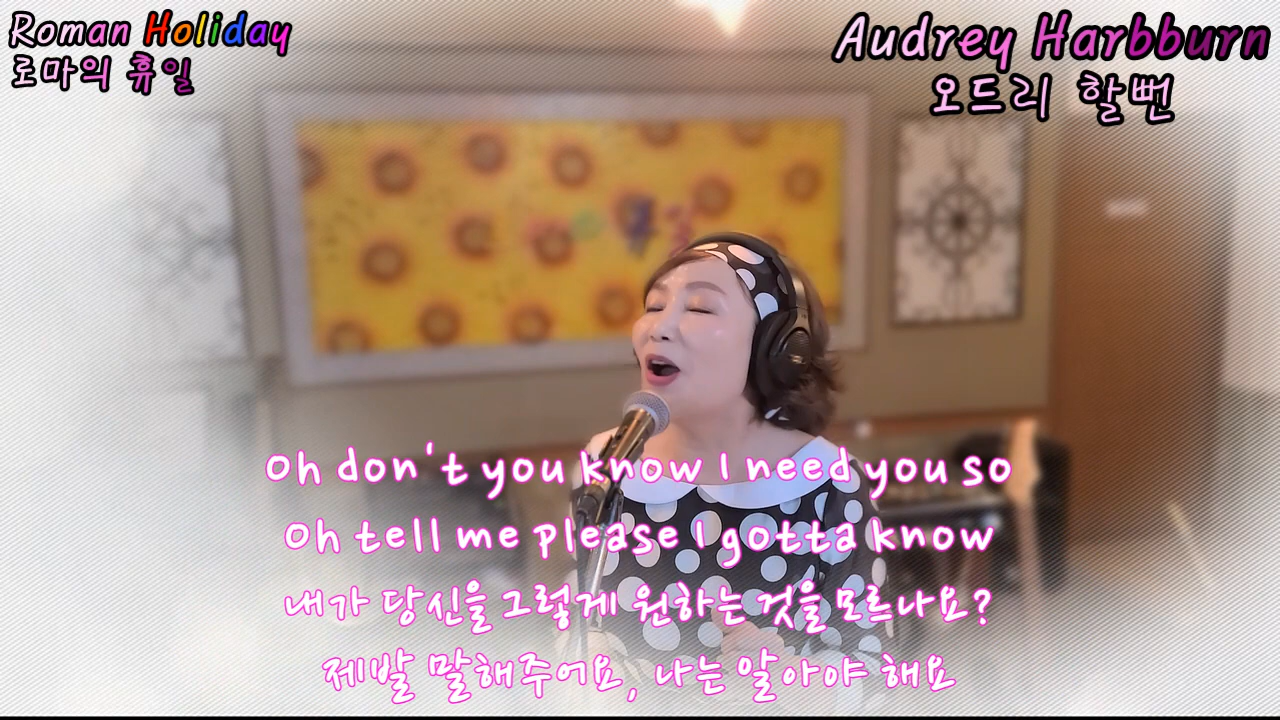 Roman Holiday
로마의 휴일
Audrey Harbburn
오드리 할뻔
Oh don't you know I need you so
Oh tell me please I gotta know
내가 당신을 그렇게 원하는 것을 모르나요?
제발 말해주어요, 나는 알아야 해요